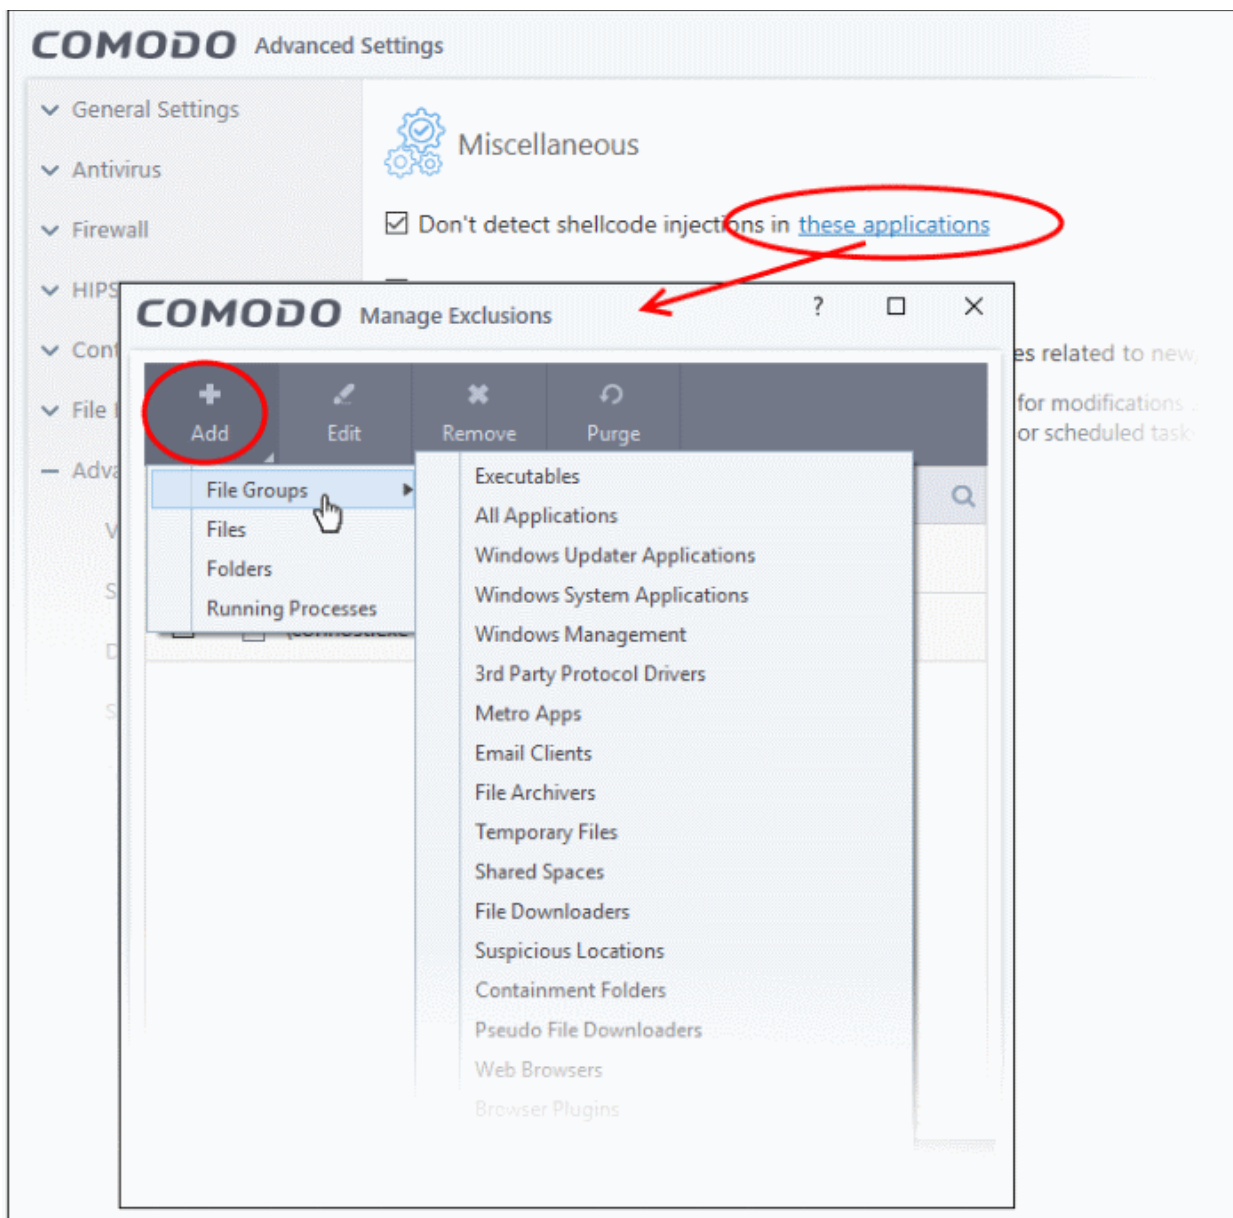 COMODO Advanced Settings
General Settings
Antivirus
Firewall
HIPS
Miscellaneous
Don't detect shellcode injections in these applications
es related to new
for modifications
or scheduled task
COMODO Manage Exclusions ?
Add Edit Remove Purge
File Groups
Files
Folders
Running Processes
Executables
All Applications
Windows Updater Applications
Windows System Applications
Windows Management
3rd Party Protocol Drivers
Metro Apps
Email Clients
File Archivers
Temporary Files
Shared Spaces
File Downloaders
Suspicious Locations
Containment Folders
Pseudo File Downloaders
Web Browsers
Browser Plugins